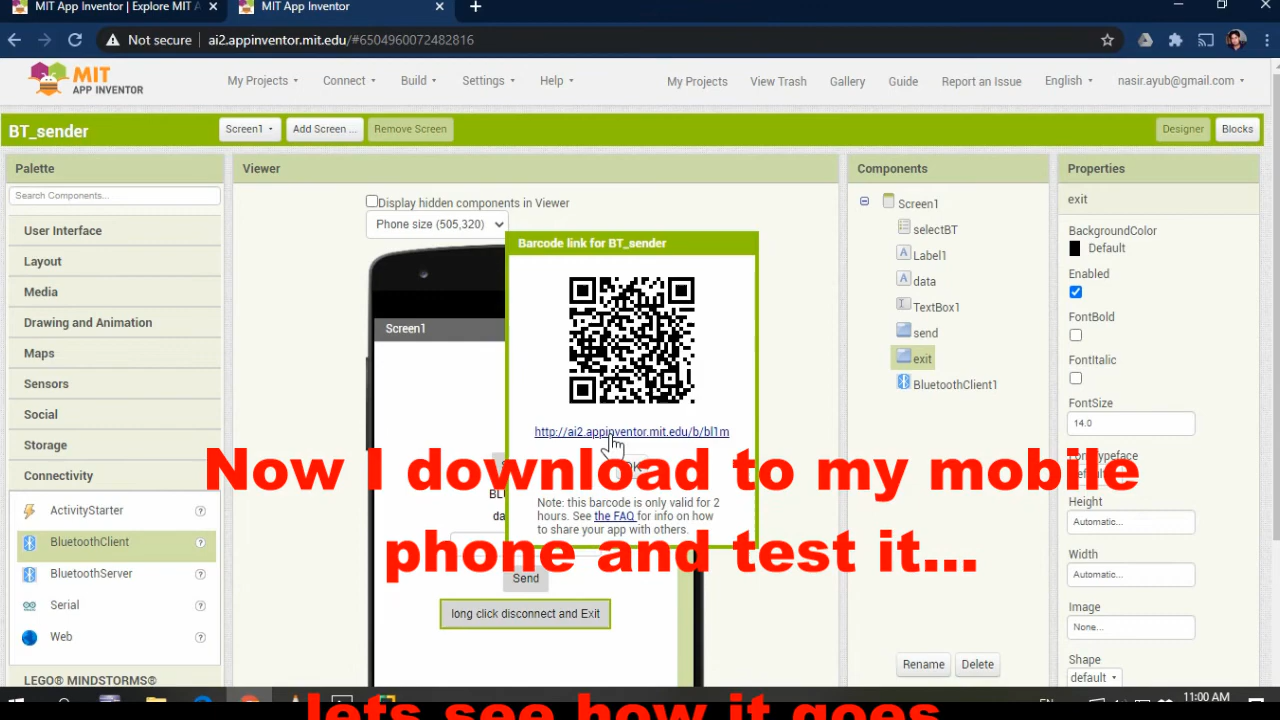 MIT App Inventor | Explore MIT A
MIT App Inventor
Not secure | ai2.appinventor.mit.edu/#6504960072482816
MIT
APP INVENTOR
My Projects
Connect
Build
Settings
Help
My Projects
View Trash
Gallery
Guide
Report an Issue
English
nasir.ayub@gmail.com
BT_sender
Screen1
Add Screen ...
Remove Screen
Designer
Blocks
Palette
Search Components...
User Interface
Layout
Media
Drawing and Animation
Maps
Sensors
Social
Storage
Connectivity
ActivityStarter
BluetoothClient
BluetoothServer
Serial
Web
LEGO® MINDSTORMS®
Viewer
Display hidden components in Viewer
Phone size (505,320)
Screen1
Barcode link for BT_sender
http://ai2.appinventor.mit.edu/b/bl1m
Note: this barcode is only valid for 2
hours. See the FAQ for info on how
to share your app with others.
Send
long click disconnect and Exit
Components
Screen1
selectBT
Label1
data
TextBox1
send
exit
BluetoothClient1
Rename
Delete
Properties
exit
BackgroundColor
Default
Enabled
FontBold
FontItalic
FontSize
14.0
FontTypeface
Height
Automatic...
Width
Automatic...
Image
None...
Shape
default
Now I download to my mobile
phone and test it...
lets see how it goes
11:00 AM